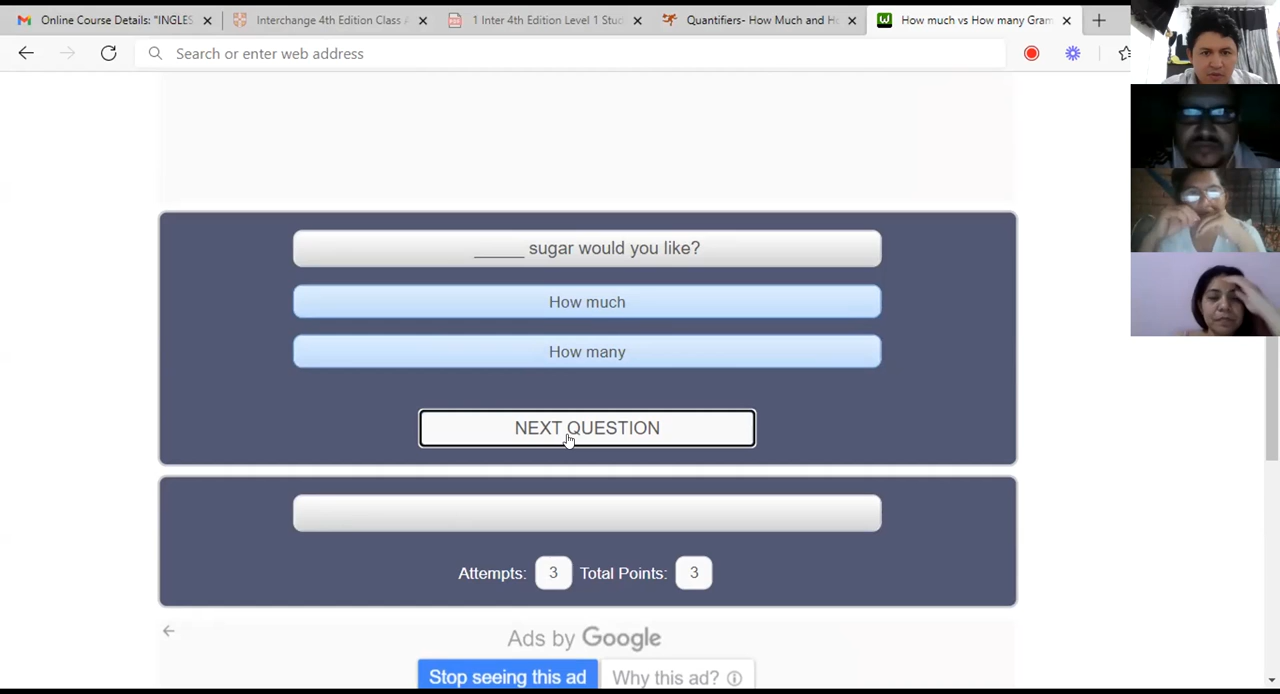 Online Course Details: "INGLES
Interchange 4th Edition Class A
1 Inter 4th Edition Level 1 Stud
Quantifiers- How Much and Ho
How much vs How many Gram
Search or enter web address
_____ sugar would you like?
How much
How many
NEXT QUESTION
Attempts: 3 Total Points: 3
Ads by Google
Stop seeing this ad
Why this ad?